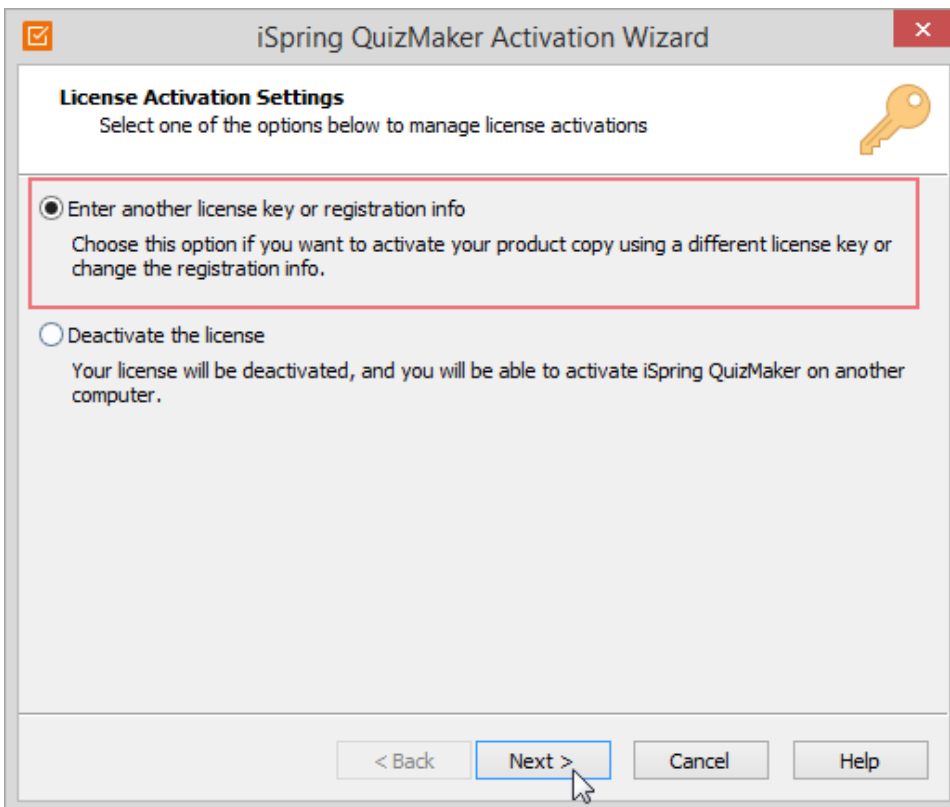 iSpring QuizMaker Activation Wizard
License Activation Settings
Select one of the options below to manage license activations
Enter another license key or registration info
Choose this option if you want to activate your product copy using a different license key or
change the registration info.
Deactivate the license
Your license will be deactivated, and you will be able to activate iSpring QuizMaker on another
computer.
< Back Next > Cancel Help